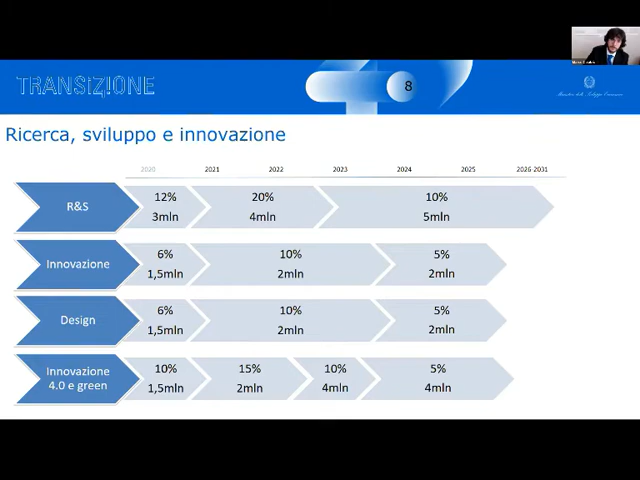 TRANSIZIONE
4.0
8
Ricerca, sviluppo e innovazione
2020 2021 2022 2023 2024 2025 2026-2031
R&S
12% 20% 10%
3mln 4mln 5mln
Innovazione
6% 10% 5%
1,5mln 2mln 2mln
Design
6% 10% 5%
1,5mln 2mln 2mln
Innovazione
4.0 e green
10% 15% 10% 5%
1,5mln 2mln 4mln 4mln